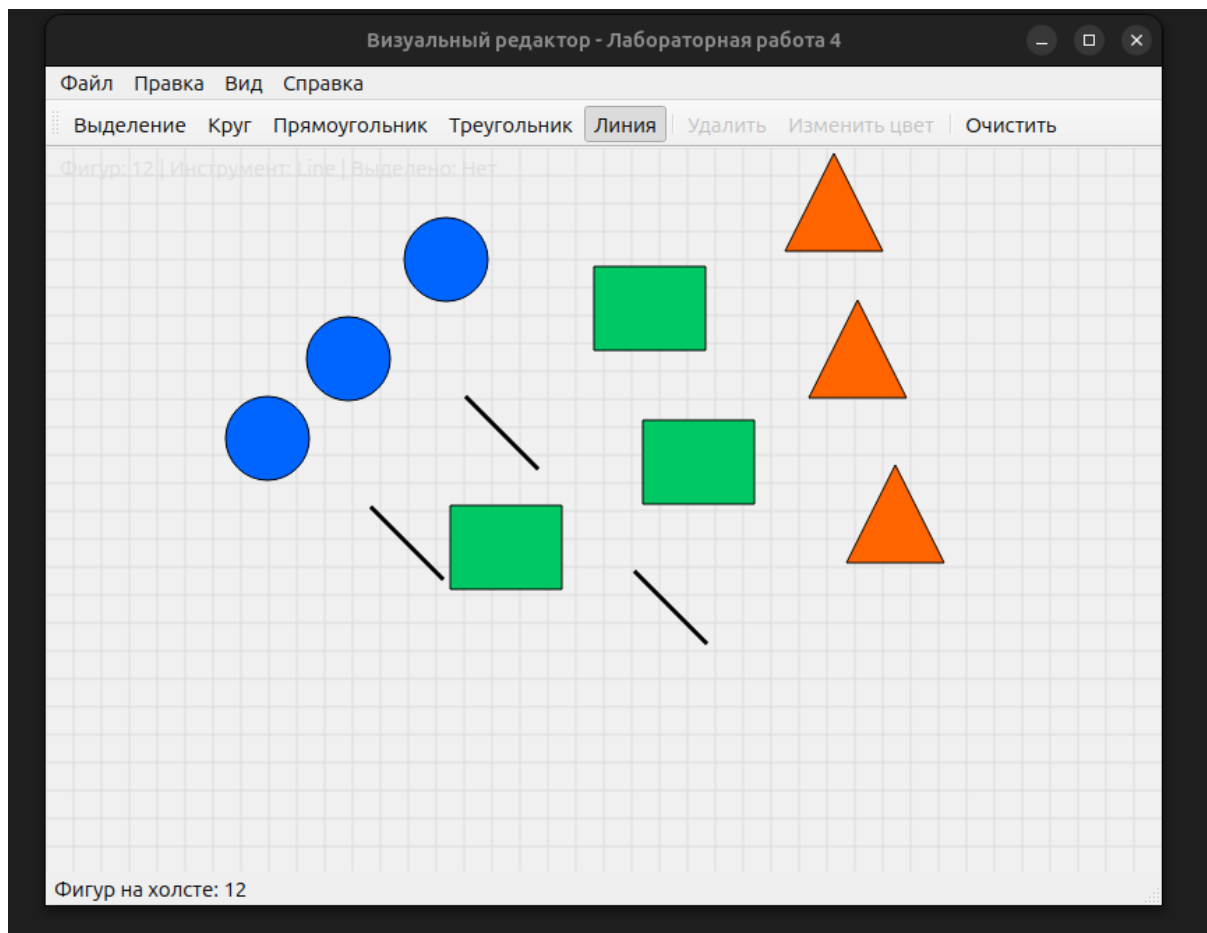 Визуальный редактор - Лабораторная работа 4
Файл Правка Вид Справка
Выделение Круг Прямоугольник Треугольник Линия Удалить Изменить цвет Очистить
Фигур: 12 | Инструмент: Line | Выделено: Нет
Фигур на холсте: 12